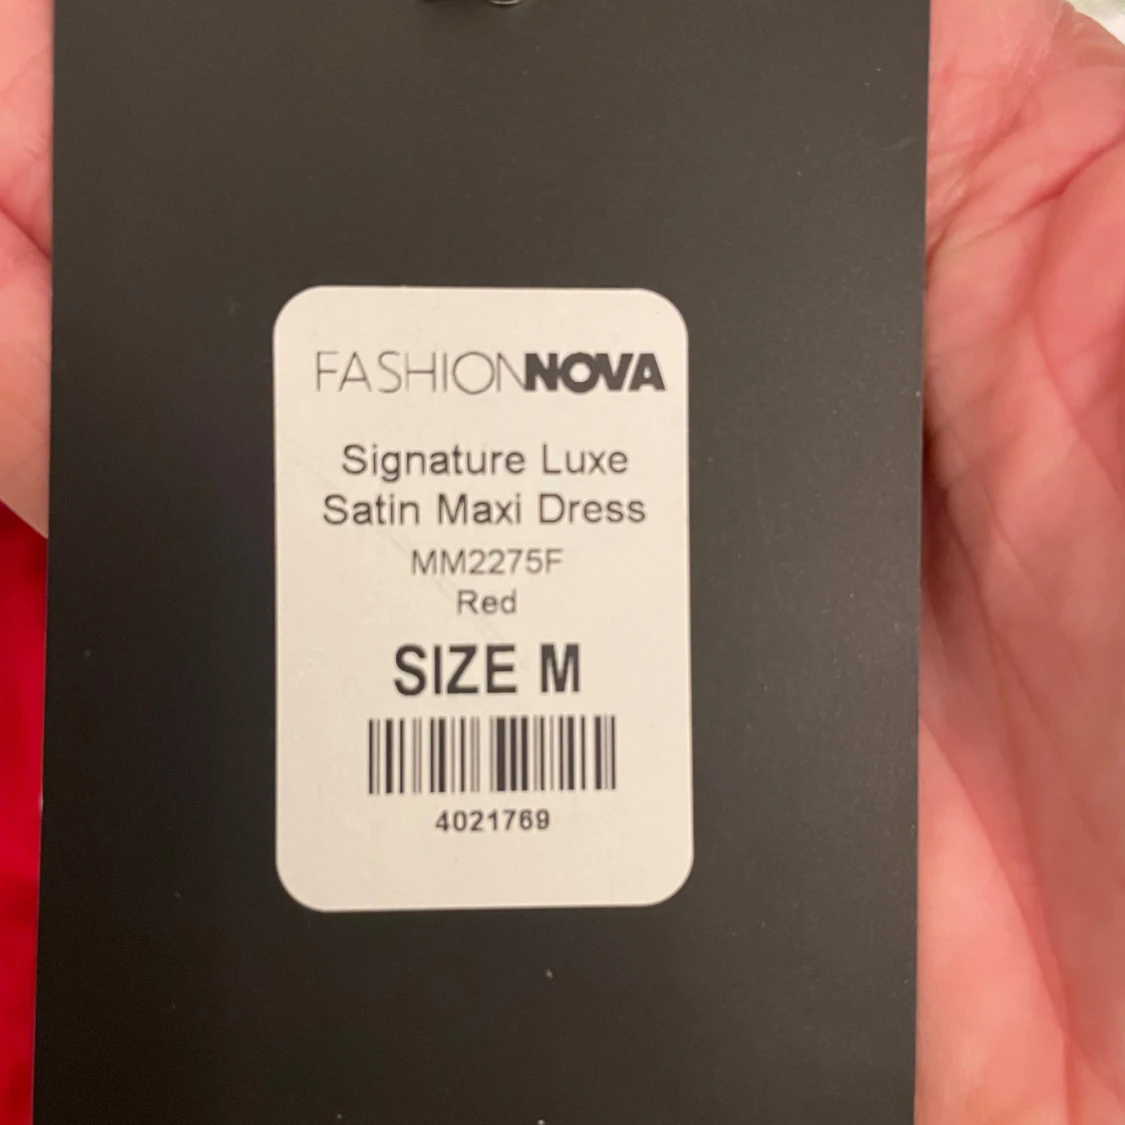 FASHIONNOVA
Signature Luxe
Satin Maxi Dress
MM2275F
Red
SIZE M
4021769